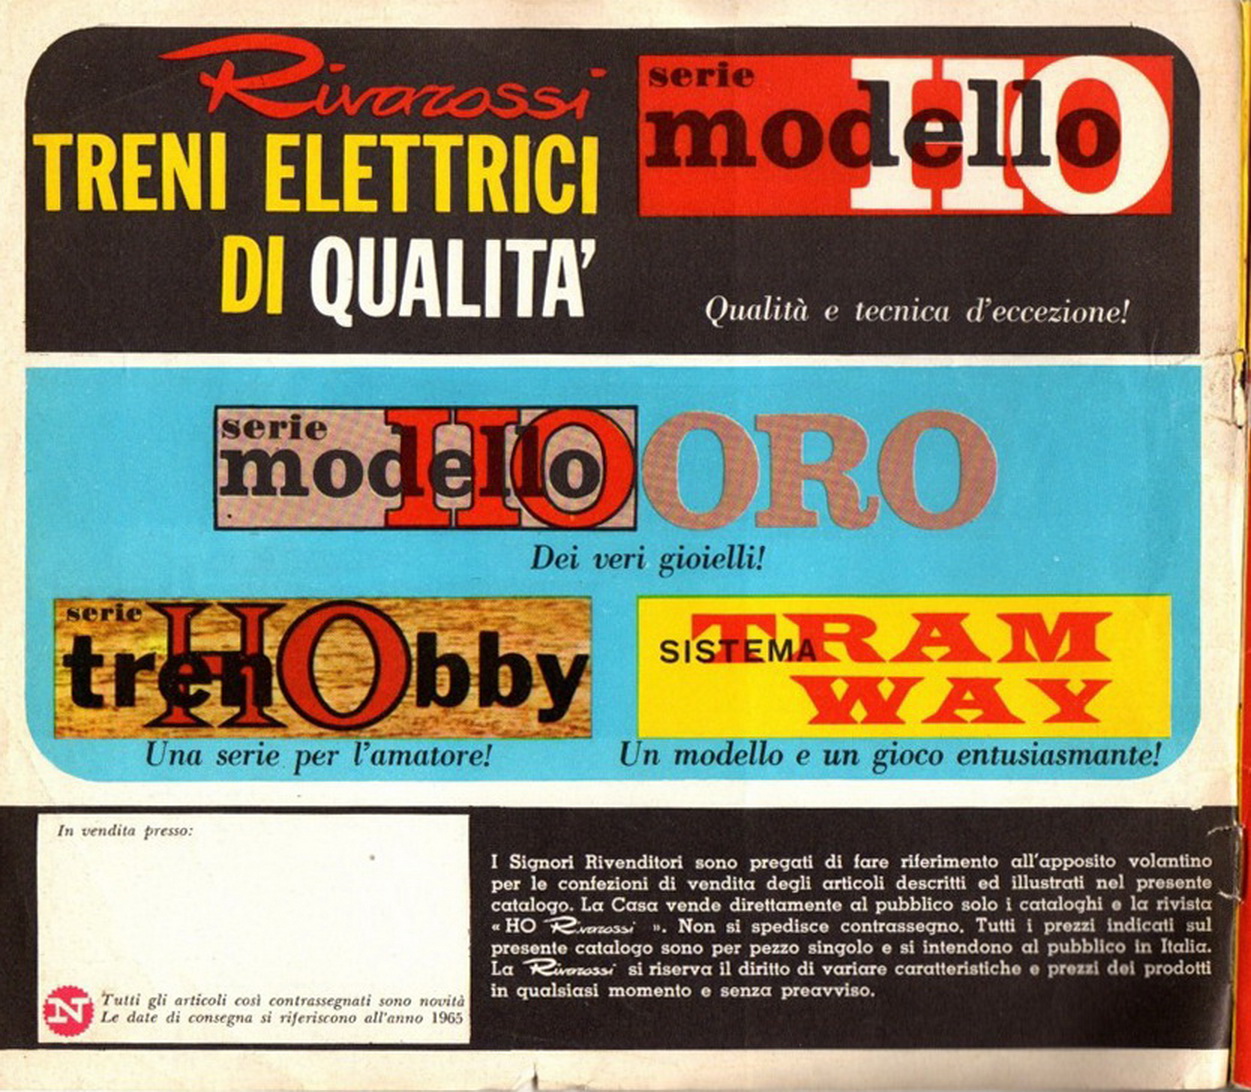 Rivarossi
TRENI ELETTRICI
DI QUALITA'
serie
modello HO
Qualità e tecnica d'eccezione!
serie
modello HO ORO
Dei veri gioielli!
serie
trenHObby
Una serie per l'amatore!
SISTEMA TRAM
WAY
Un modello e un gioco entusiasmante!
In vendita presso:
N
Tutti gli articoli così contrassegnati sono novità
Le date di consegna si riferiscono all'anno 1965
I Signori Rivenditori sono pregati di fare riferimento all'apposito volantino
per le confezioni di vendita degli articoli descritti ed illustrati nel presente
catalogo. La Casa vende direttamente al pubblico solo i cataloghi e la rivista
« HO Rivarossi ». Non si spedisce contrassegno. Tutti i prezzi indicati sul
presente catalogo sono per pezzo singolo e si intendono al pubblico in Italia.
La Rivarossi si riserva il diritto di variare caratteristiche e prezzi dei prodotti
in qualsiasi momento e senza preavviso.